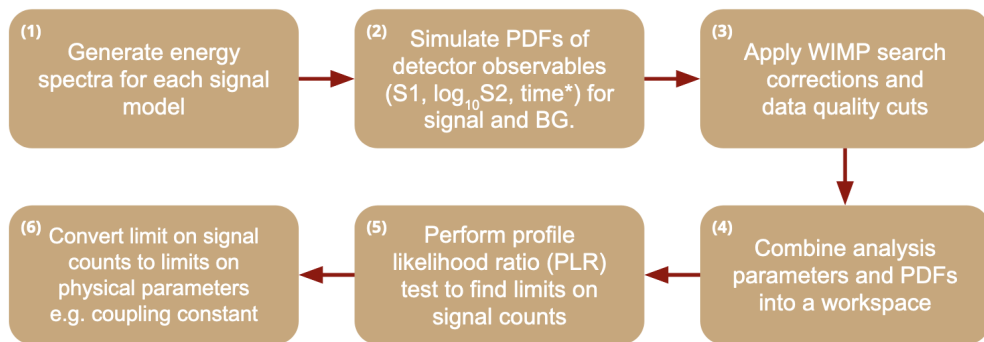 (1)
Generate energy
spectra for each signal
model
(2)
Simulate PDFs of
detector observables
(S1, log₁₀S2, time*) for
signal and BG.
(3)
Apply WIMP search
corrections and
data quality cuts
(4)
Combine analysis
parameters and PDFs
into a workspace
(5)
Perform profile
likelihood ratio (PLR)
test to find limits on
signal counts
(6)
Convert limit on signal
counts to limits on
physical parameters
e.g. coupling constant